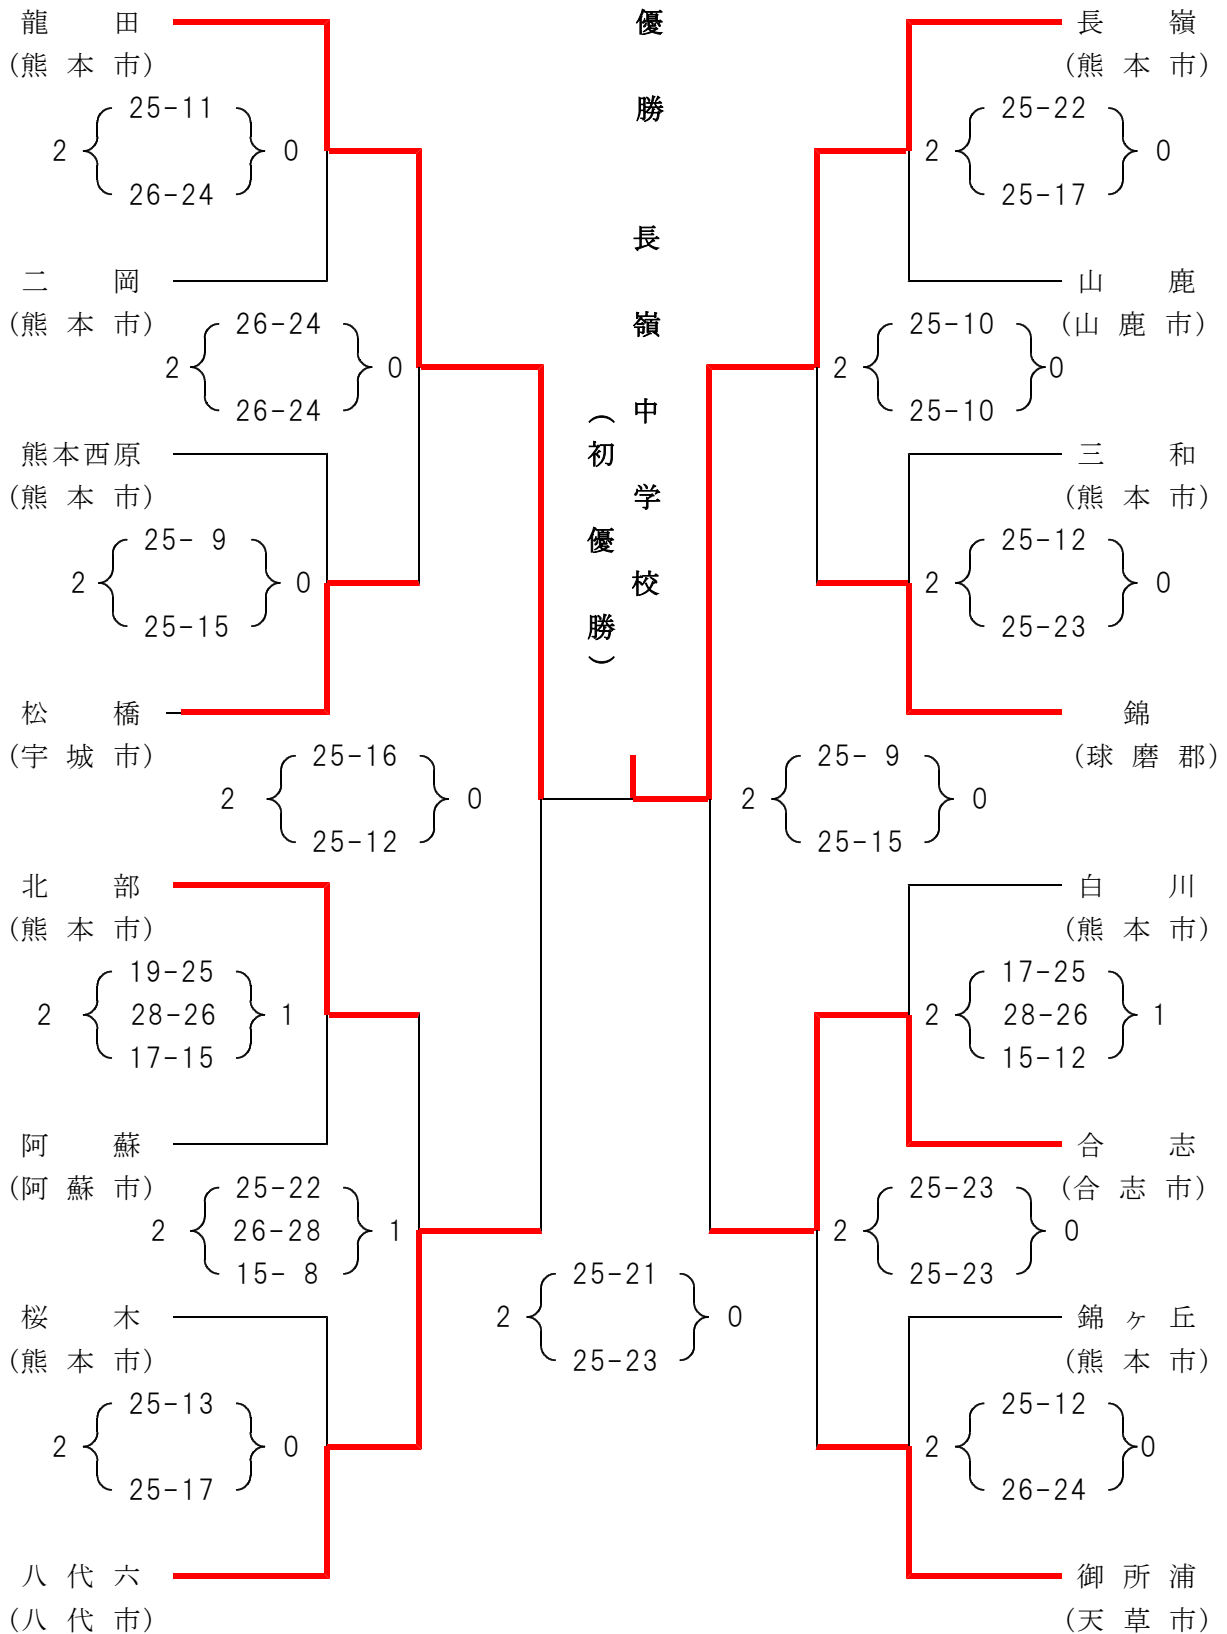 優勝 長嶺中学校
（初優勝）
龍田
(熊本市)
25-11
2 0
26-24
二岡
(熊本市)
26-24
2 0
26-24
熊本西原
(熊本市)
25- 9
2 0
25-15
松橋
(宇城市)
25-16
2 0
25-12
北部
(熊本市)
19-25
2 28-26 1
17-15
阿蘇
(阿蘇市)
25-22
2 26-28 1
15- 8
桜木
(熊本市)
25-13
2 0
25-17
八代六
(八代市)
25-21
2 0
25-23
長嶺
(熊本市)
25-22
2 0
25-17
山鹿
(山鹿市)
25-10
2 0
25-10
三和
(熊本市)
25-12
2 0
25-23
錦
(球磨郡)
25- 9
2 0
25-15
白川
(熊本市)
17-25
2 28-26 1
15-12
合志
(合志市)
25-23
2 0
25-23
錦ヶ丘
(熊本市)
25-12
2 0
26-24
御所浦
(天草市)